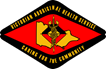 VICTORIAN ABORIGINAL HEALTH SERVICE
CARING FOR THE COMMUNITY